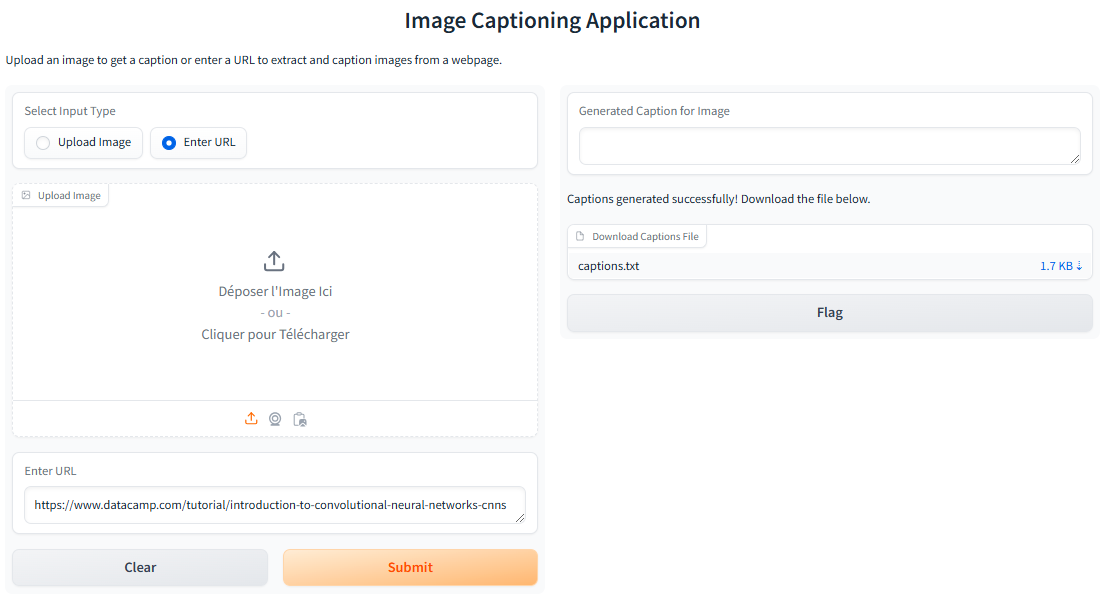 Image Captioning Application
Upload an image to get a caption or enter a URL to extract and caption images from a webpage.
Select Input Type
Upload Image
Enter URL
Upload Image
Déposer l'Image Ici
- ou -
Cliquer pour Télécharger
Enter URL
https://www.datacamp.com/tutorial/introduction-to-convolutional-neural-networks-cnns
Clear
Submit
Generated Caption for Image
Captions generated successfully! Download the file below.
Download Captions File
captions.txt
1.7 KB ⇣
Flag